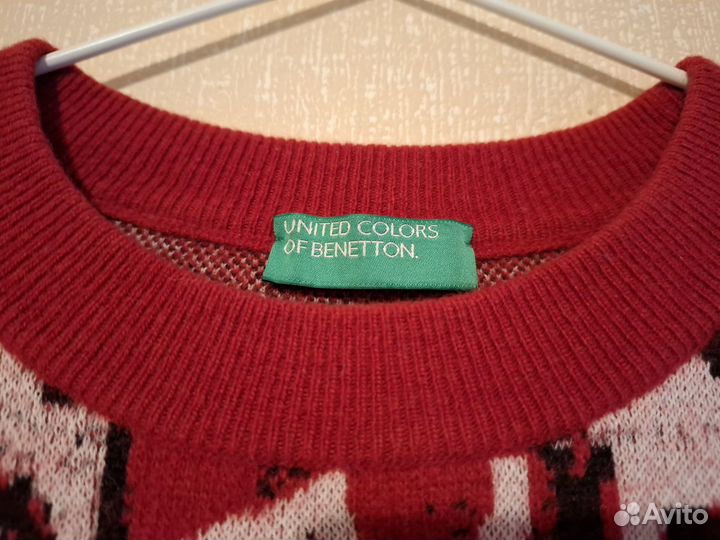 UNITED COLORS
OF BENETTON.
Avito